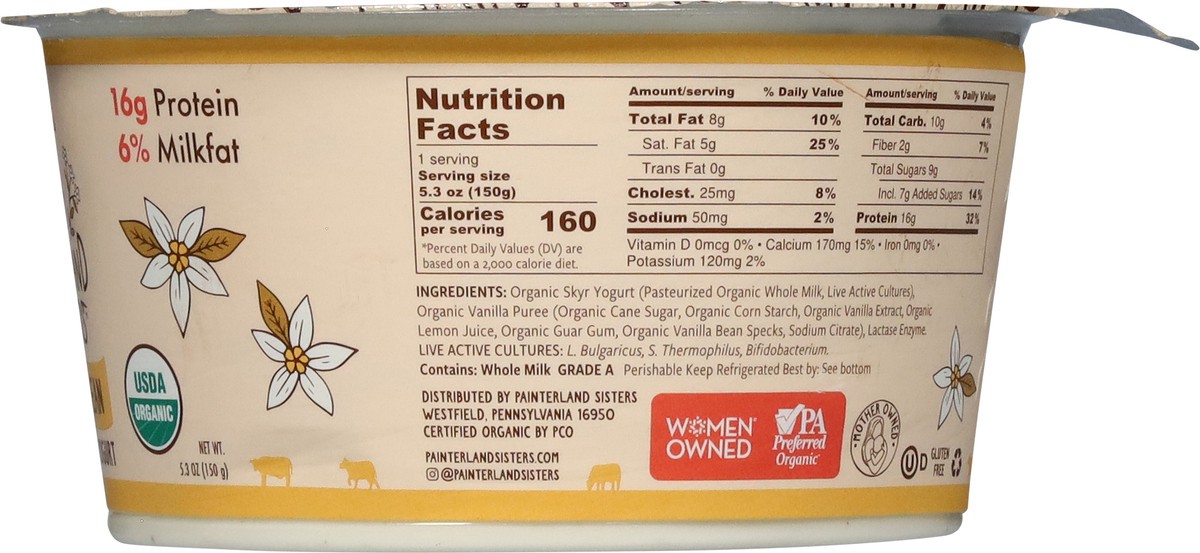 16g Protein
6% Milkfat
USDA
ORGANIC
NET WT.
5.3 OZ (150 g)
Nutrition
Facts
1 serving
Serving size
5.3 oz (150g)
Calories
per serving 160
*Percent Daily Values (DV) are
based on a 2,000 calorie diet.
Amount/serving % Daily Value
Total Fat 8g 10%
Sat. Fat 5g 25%
Trans Fat 0g
Cholest. 25mg 8%
Sodium 50mg 2%
Amount/serving % Daily Value
Total Carb. 10g 4%
Fiber 2g 7%
Total Sugars 9g
Incl. 7g Added Sugars 14%
Protein 16g 32%
Vitamin D 0mcg 0% • Calcium 170mg 15% • Iron 0mg 0% •
Potassium 120mg 2%
INGREDIENTS: Organic Skyr Yogurt (Pasteurized Organic Whole Milk, Live Active Cultures),
Organic Vanilla Puree (Organic Cane Sugar, Organic Corn Starch, Organic Vanilla Extract, Organic
Lemon Juice, Organic Guar Gum, Organic Vanilla Bean Specks, Sodium Citrate), Lactase Enzyme.
LIVE ACTIVE CULTURES: L. Bulgaricus, S. Thermophilus, Bifidobacterium.
Contains: Whole Milk GRADE A Perishable Keep Refrigerated Best by: See bottom
DISTRIBUTED BY PAINTERLAND SISTERS
WESTFIELD, PENNSYLVANIA 16950
CERTIFIED ORGANIC BY PCO
PAINTERLANDSISTERS.COM
@PAINTERLANDSISTERS
WOMEN
OWNED
PA
Preferred
Organic
• MOTHER OWNED •
U D
GLUTEN
FREE